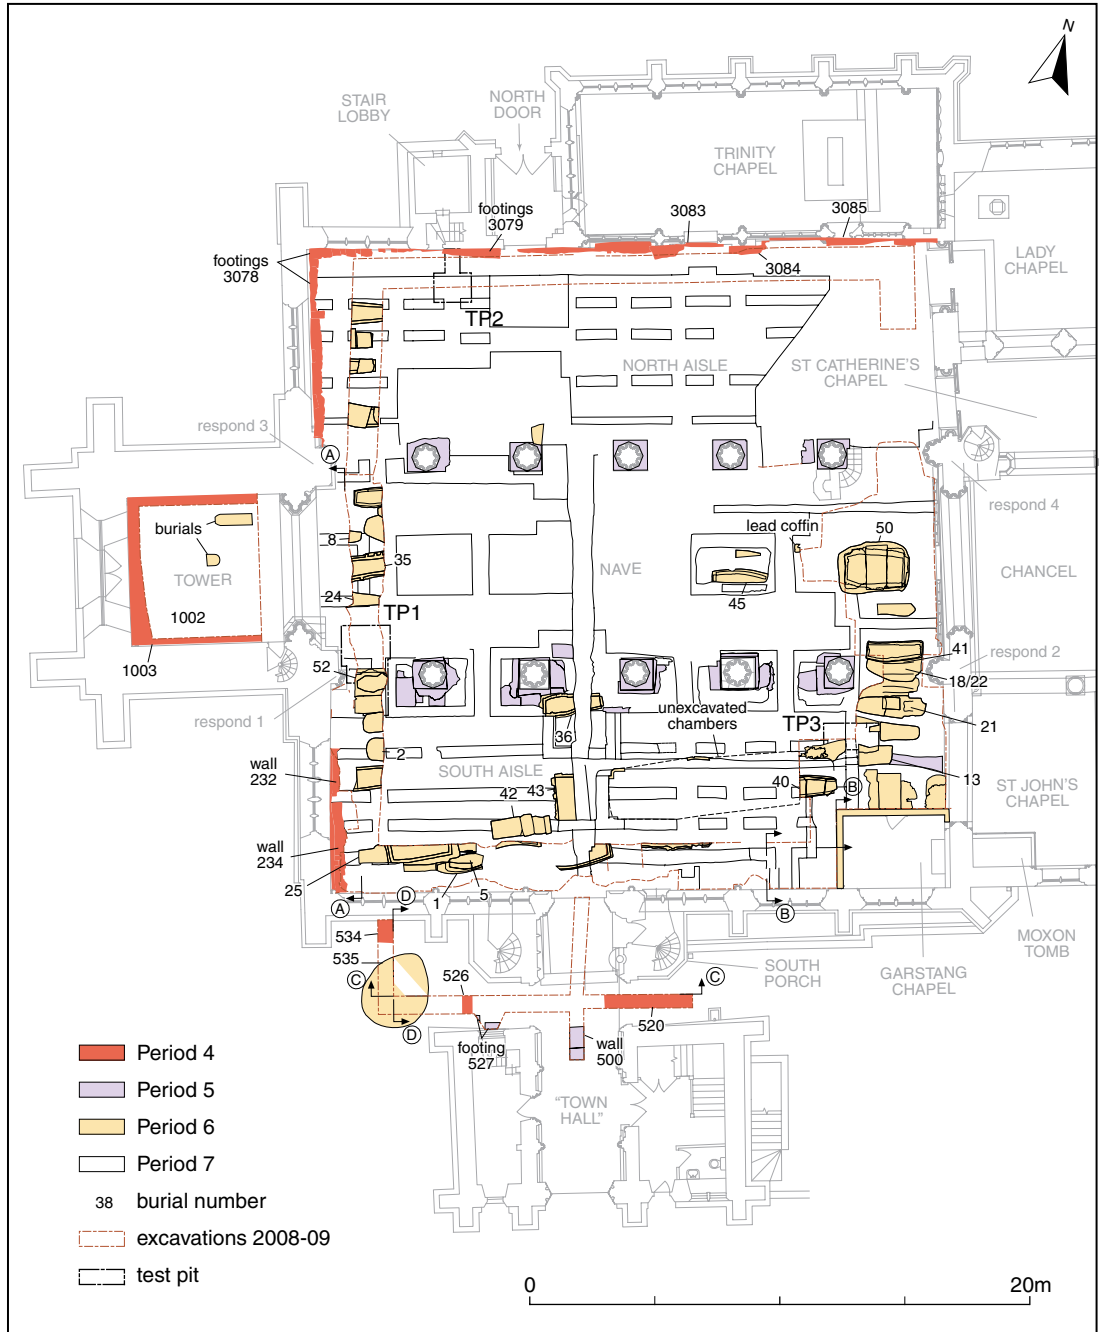 N
STAIR
LOBBY
NORTH
DOOR
TRINITY
CHAPEL
footings
3079
3083
3085
footings
3078
3084
LADY
CHAPEL
TP2
NORTH AISLE
ST CATHERINE'S
CHAPEL
respond 3
A
respond 4
burials
8
35
lead coffin
50
TOWER
NAVE
CHANCEL
24
TP1
45
1002
1003
52
41
respond 2
18/22
respond 1
unexcavated
chambers
21
36
TP3
2
wall
232
SOUTH AISLE
43
42
40
B
13
ST JOHN'S
CHAPEL
wall
234
25
1
5
A
D
B
534
535
C
526
C
SOUTH
PORCH
GARSTANG
CHAPEL
MOXON
TOMB
D
520
footing
527
wall
500
"TOWN
HALL"
Period 4
Period 5
Period 6
Period 7
38 burial number
excavations 2008-09
test pit
0 20m